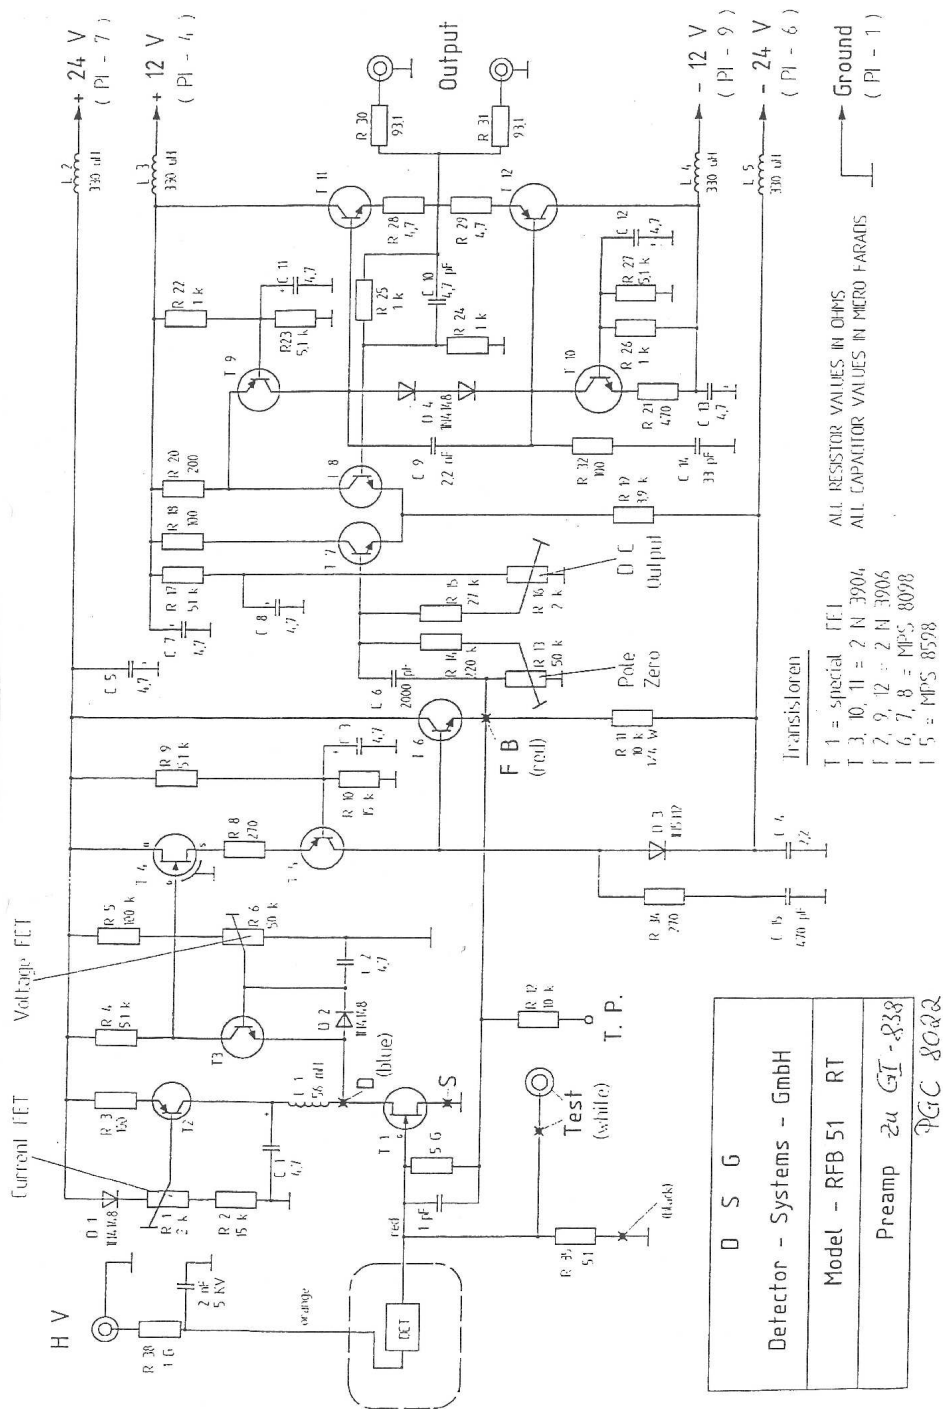 H V
R 38
1 G
2 nF
5 KV
orange
DET
Current FET
D 1
1N4148
R 1
2 k
R 2
15 k
R 3
150
T2
C 1
4,7
L 1
56 mH
D
(blue)
T 1
G
S
red
1 pF
5 G
R 35
51
(black)
Test
(white)
T. P.
R 12
10 k
Voltage FET
R 4
51 k
T3
D 2
1N4148
R 5
100 k
R 6
50 k
C 2
4,7
T 4
S
R 8
270
R 9
51 k
R 10
15 k
C 3
4,7
T 6
F B
(red)
R 11
10 k
1/4 W
D 3
R 34
270
C 15
470 pF
C 4
2,2
C 5
4,7
C 6
2000 pF
R 14
220 k
R 13
50 k
Pole
Zero
R 15
27 k
R 16
2 k
D C
Output
C 7
4,7
C 8
4,7
R 17
51 k
R 18
100
R 20
200
T 7
T 8
R 19
3,9 k
T 9
R 22
1 k
R23
5,1 k
C 11
4,7
R 25
1 k
C 10
4,7 pF
R 24
1 k
D 4
1N4148
C 9
2,2 nF
R 32
100
C 14
33 pF
T 10
R 21
470
C 13
4,7
R 26
1 k
R 27
5,1 k
C 12
4,7
T 11
R 28
4,7
R 29
4,7
T 12
R 30
93,1
R 31
93,1
Output
L 2
330 uH
+ 24 V
( PI - 7 )
L 3
330 uH
+ 12 V
( PI - 4 )
L 4
330 uH
- 12 V
( PI - 9 )
L 5
330 uH
- 24 V
( PI - 6 )
Ground
( PI - 1 )
ALL RESISTOR VALUES IN OHMS
ALL CAPACITOR VALUES IN MICRO FARADS
Transistoren
T 1 = special FET
T 3, 10, 11 = 2 N 3904
T 2, 9, 12 = 2 N 3906
T 6, 7, 8 = MPS 8098
T 5 = MPS 8598
D S G
Detector - Systems - GmbH
Model - RFB 51 RT
Preamp zu GI - 838
PGC 8022